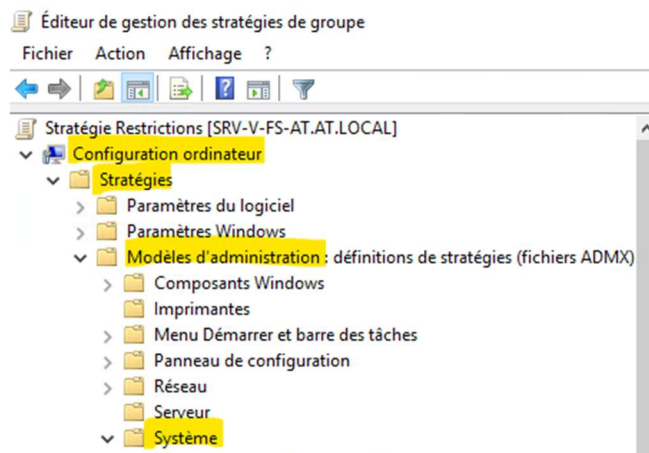 Éditeur de gestion des stratégies de groupe
Fichier Action Affichage ?
Stratégie Restrictions [SRV-V-FS-AT.AT.LOCAL]
Configuration ordinateur
Stratégies
Paramètres du logiciel
Paramètres Windows
Modèles d'administration : définitions de stratégies (fichiers ADMX)
Composants Windows
Imprimantes
Menu Démarrer et barre des tâches
Panneau de configuration
Réseau
Serveur
Système